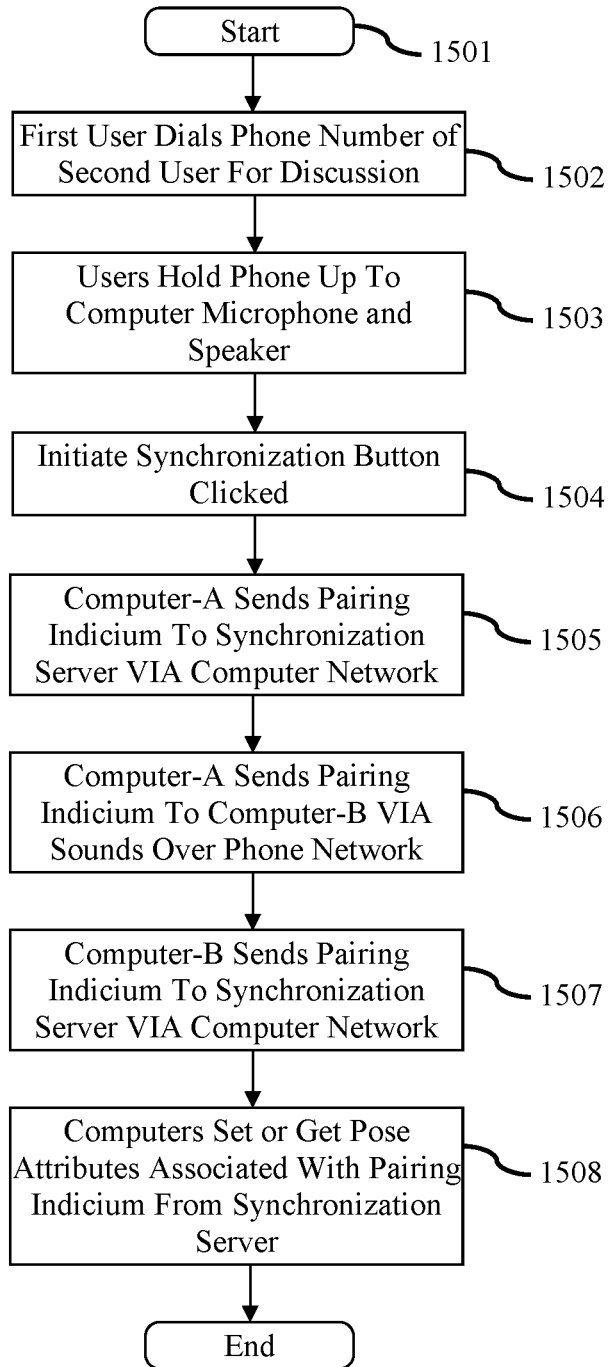 Start
1501
First User Dials Phone Number of
Second User For Discussion
1502
Users Hold Phone Up To
Computer Microphone and
Speaker
1503
Initiate Synchronization Button
Clicked
1504
Computer-A Sends Pairing
Indicium To Synchronization
Server VIA Computer Network
1505
Computer-A Sends Pairing
Indicium To Computer-B VIA
Sounds Over Phone Network
1506
Computer-B Sends Pairing
Indicium To Synchronization
Server VIA Computer Network
1507
Computers Set or Get Pose
Attributes Associated With Pairing
Indicium From Synchronization
Server
1508
End